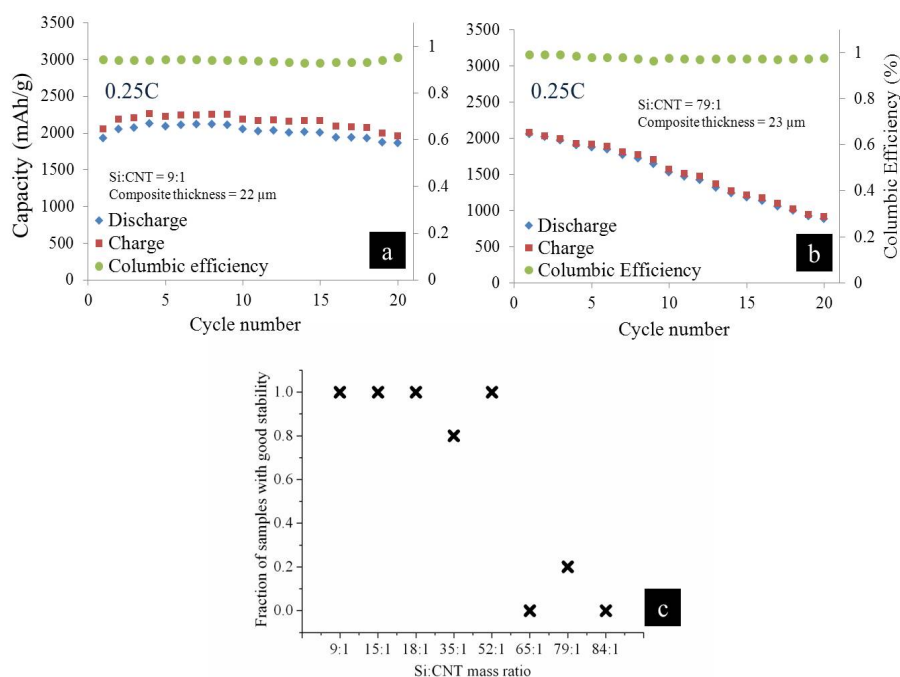 3500
3000
2500
2000
1500
1000
500
0
Capacity (mAh/g)
0.25C
Si:CNT = 9:1
Composite thickness = 22 µm
Discharge
Charge
Columbic efficiency
a
1
0.8
0.6
0.4
0.2
0
0 5 10 15 20
Cycle number
3500
3000
2500
2000
1500
1000
500
0
0.25C
Si:CNT = 79:1
Composite thickness = 23 µm
Discharge
Charge
Columbic Efficiency
b
1
0.8
0.6
0.4
0.2
0
Columbic Efficiency (%)
0 5 10 15 20
Cycle number
Fraction of samples with good stability
1.0
0.8
0.6
0.4
0.2
0.0
c
9:1 15:1 18:1 35:1 52:1 65:1 79:1 84:1
Si:CNT mass ratio